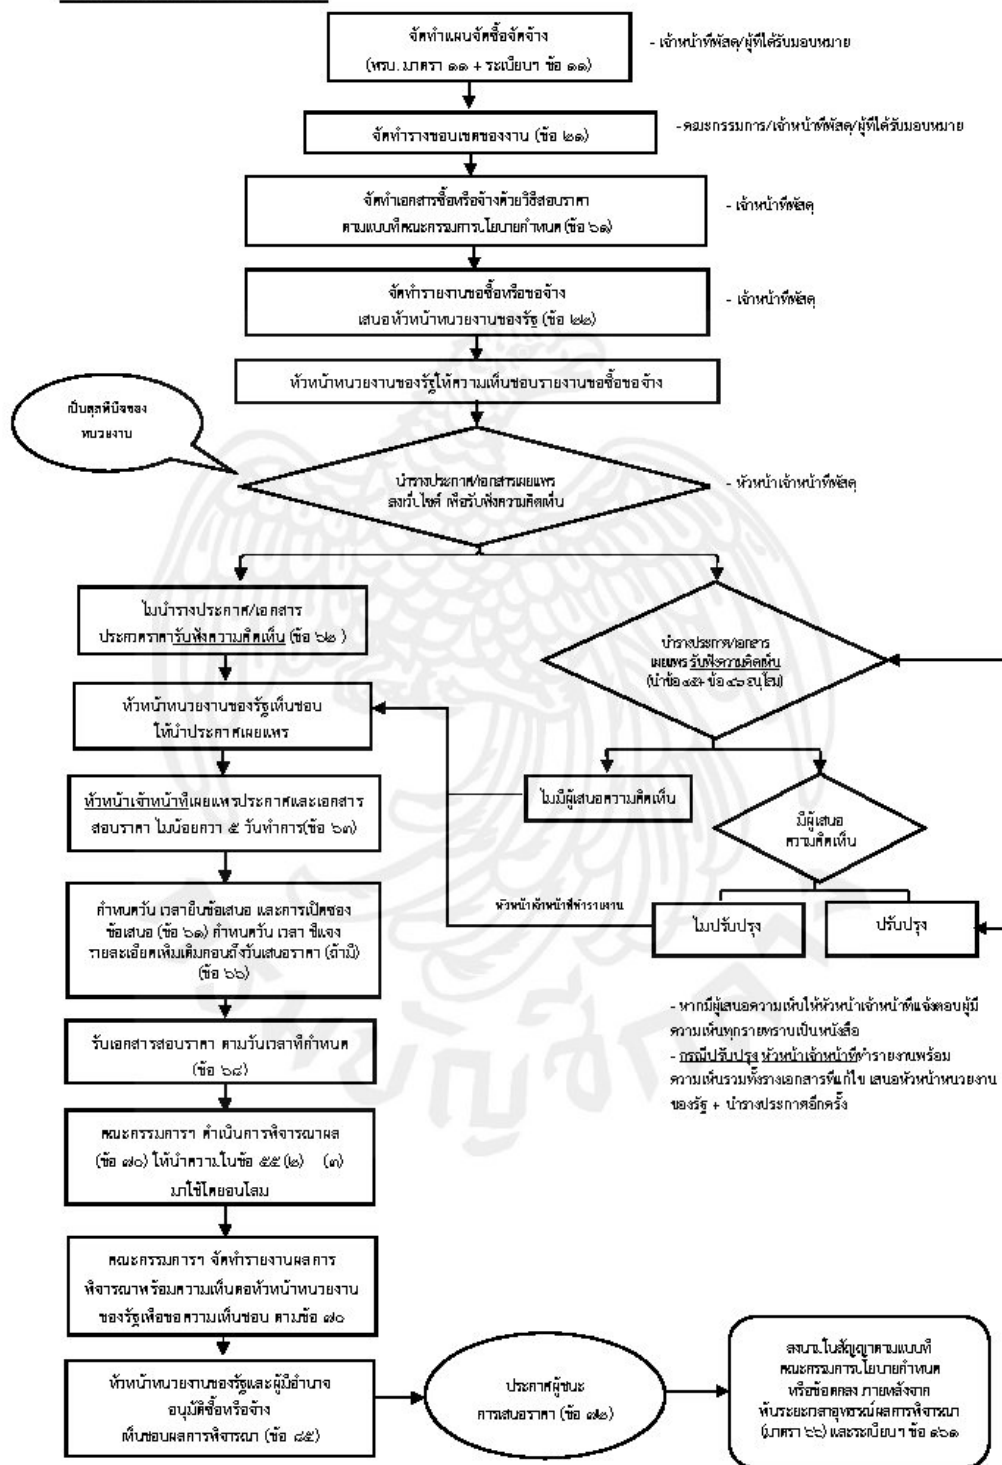 จัดทำแผนจัดซื้อจัดจ้าง
(พรบ. มาตรา ๑๑ + ระเบียบฯ ข้อ ๑๑)
- เจ้าหน้าที่พัสดุ/ผู้ที่ได้รับมอบหมาย
จัดทำร่างขอบเขตของงาน (ข้อ ๒๑)
- คณะกรรมการ/เจ้าหน้าที่พัสดุ/ผู้ที่ได้รับมอบหมาย
จัดทำเอกสารซื้อหรือจ้างด้วยวิธีสอบราคา
ตามแบบที่คณะกรรมการนโยบายกำหนด (ข้อ ๖๑)
- เจ้าหน้าที่พัสดุ
จัดทำรายงานขอซื้อหรือขอจ้าง
เสนอหัวหน้าหน่วยงานของรัฐ (ข้อ ๒๒)
- เจ้าหน้าที่พัสดุ
หัวหน้าหน่วยงานของรัฐให้ความเห็นชอบรายงานขอซื้อขอจ้าง
เป็นดุลพินิจของ
หน่วยงาน
นำร่างประกาศ/เอกสารเผยแพร่
ลงเว็บไซต์ เพื่อรับฟังความคิดเห็น
- หัวหน้าเจ้าหน้าที่พัสดุ
ไม่นำร่างประกาศ/เอกสาร
ประกวดราคารับฟังความคิดเห็น (ข้อ ๖๒ )
นำร่างประกาศ/เอกสาร
เผยแพร่ รับฟังความคิดเห็น
(นำข้อ ๔๕+ ข้อ ๔๖ อนุโลม)
หัวหน้าหน่วยงานของรัฐเห็นชอบ
ให้นำประกาศเผยแพร่
ไม่มีผู้เสนอความคิดเห็น
มีผู้เสนอ
ความคิดเห็น
หัวหน้าเจ้าหน้าที่เผยแพร่ประกาศและเอกสาร
สอบราคา ไม่น้อยกว่า ๕ วันทำการ(ข้อ ๖๓)
หัวหน้าเจ้าหน้าที่ทำรายงาน
ไม่ปรับปรุง
ปรับปรุง
กำหนดวัน เวลายื่นข้อเสนอ และการเปิดซอง
ข้อเสนอ (ข้อ ๖๑) กำหนดวัน เวลา ชี้แจง
รายละเอียดเพิ่มเติมก่อนถึงวันเสนอราคา (ถ้ามี)
(ข้อ ๖๖)
- หากมีผู้เสนอความเห็นให้หัวหน้าเจ้าหน้าที่แจ้งตอบผู้มี
ความเห็นทุกรายทราบเป็นหนังสือ
- กรณีปรับปรุง หัวหน้าเจ้าหน้าที่ทำรายงานพร้อม
ความเห็นรวมทั้งร่างเอกสารที่แก้ไข เสนอหัวหน้าหน่วยงาน
ของรัฐ + นำร่างประกาศอีกครั้ง
รับเอกสารสอบราคา ตามวันเวลาที่กำหนด
(ข้อ ๖๘)
คณะกรรมการฯ ดำเนินการพิจารณาผล
(ข้อ ๗๐) ให้นำความในข้อ ๕๕ (๒) (๓)
มาใช้โดยอนุโลม
คณะกรรมการฯ จัดทำรายงานผลการ
พิจารณาพร้อมความเห็นต่อหัวหน้าหน่วยงาน
ของรัฐเพื่อขอความเห็นชอบ ตามข้อ ๗๐
หัวหน้าหน่วยงานของรัฐและผู้มีอำนาจ
อนุมัติซื้อหรือจ้าง
เห็นชอบผลการพิจารณา (ข้อ ๘๕)
ประกาศผู้ชนะ
การเสนอราคา (ข้อ ๗๒)
ลงนามในสัญญาตามแบบที่
คณะกรรมการนโยบายกำหนด
หรือข้อตกลง ภายหลังจาก
พ้นระยะเวลาอุทธรณ์ผลการพิจารณา
(มาตรา ๖๖) และระเบียบฯ ข้อ ๑๖๑